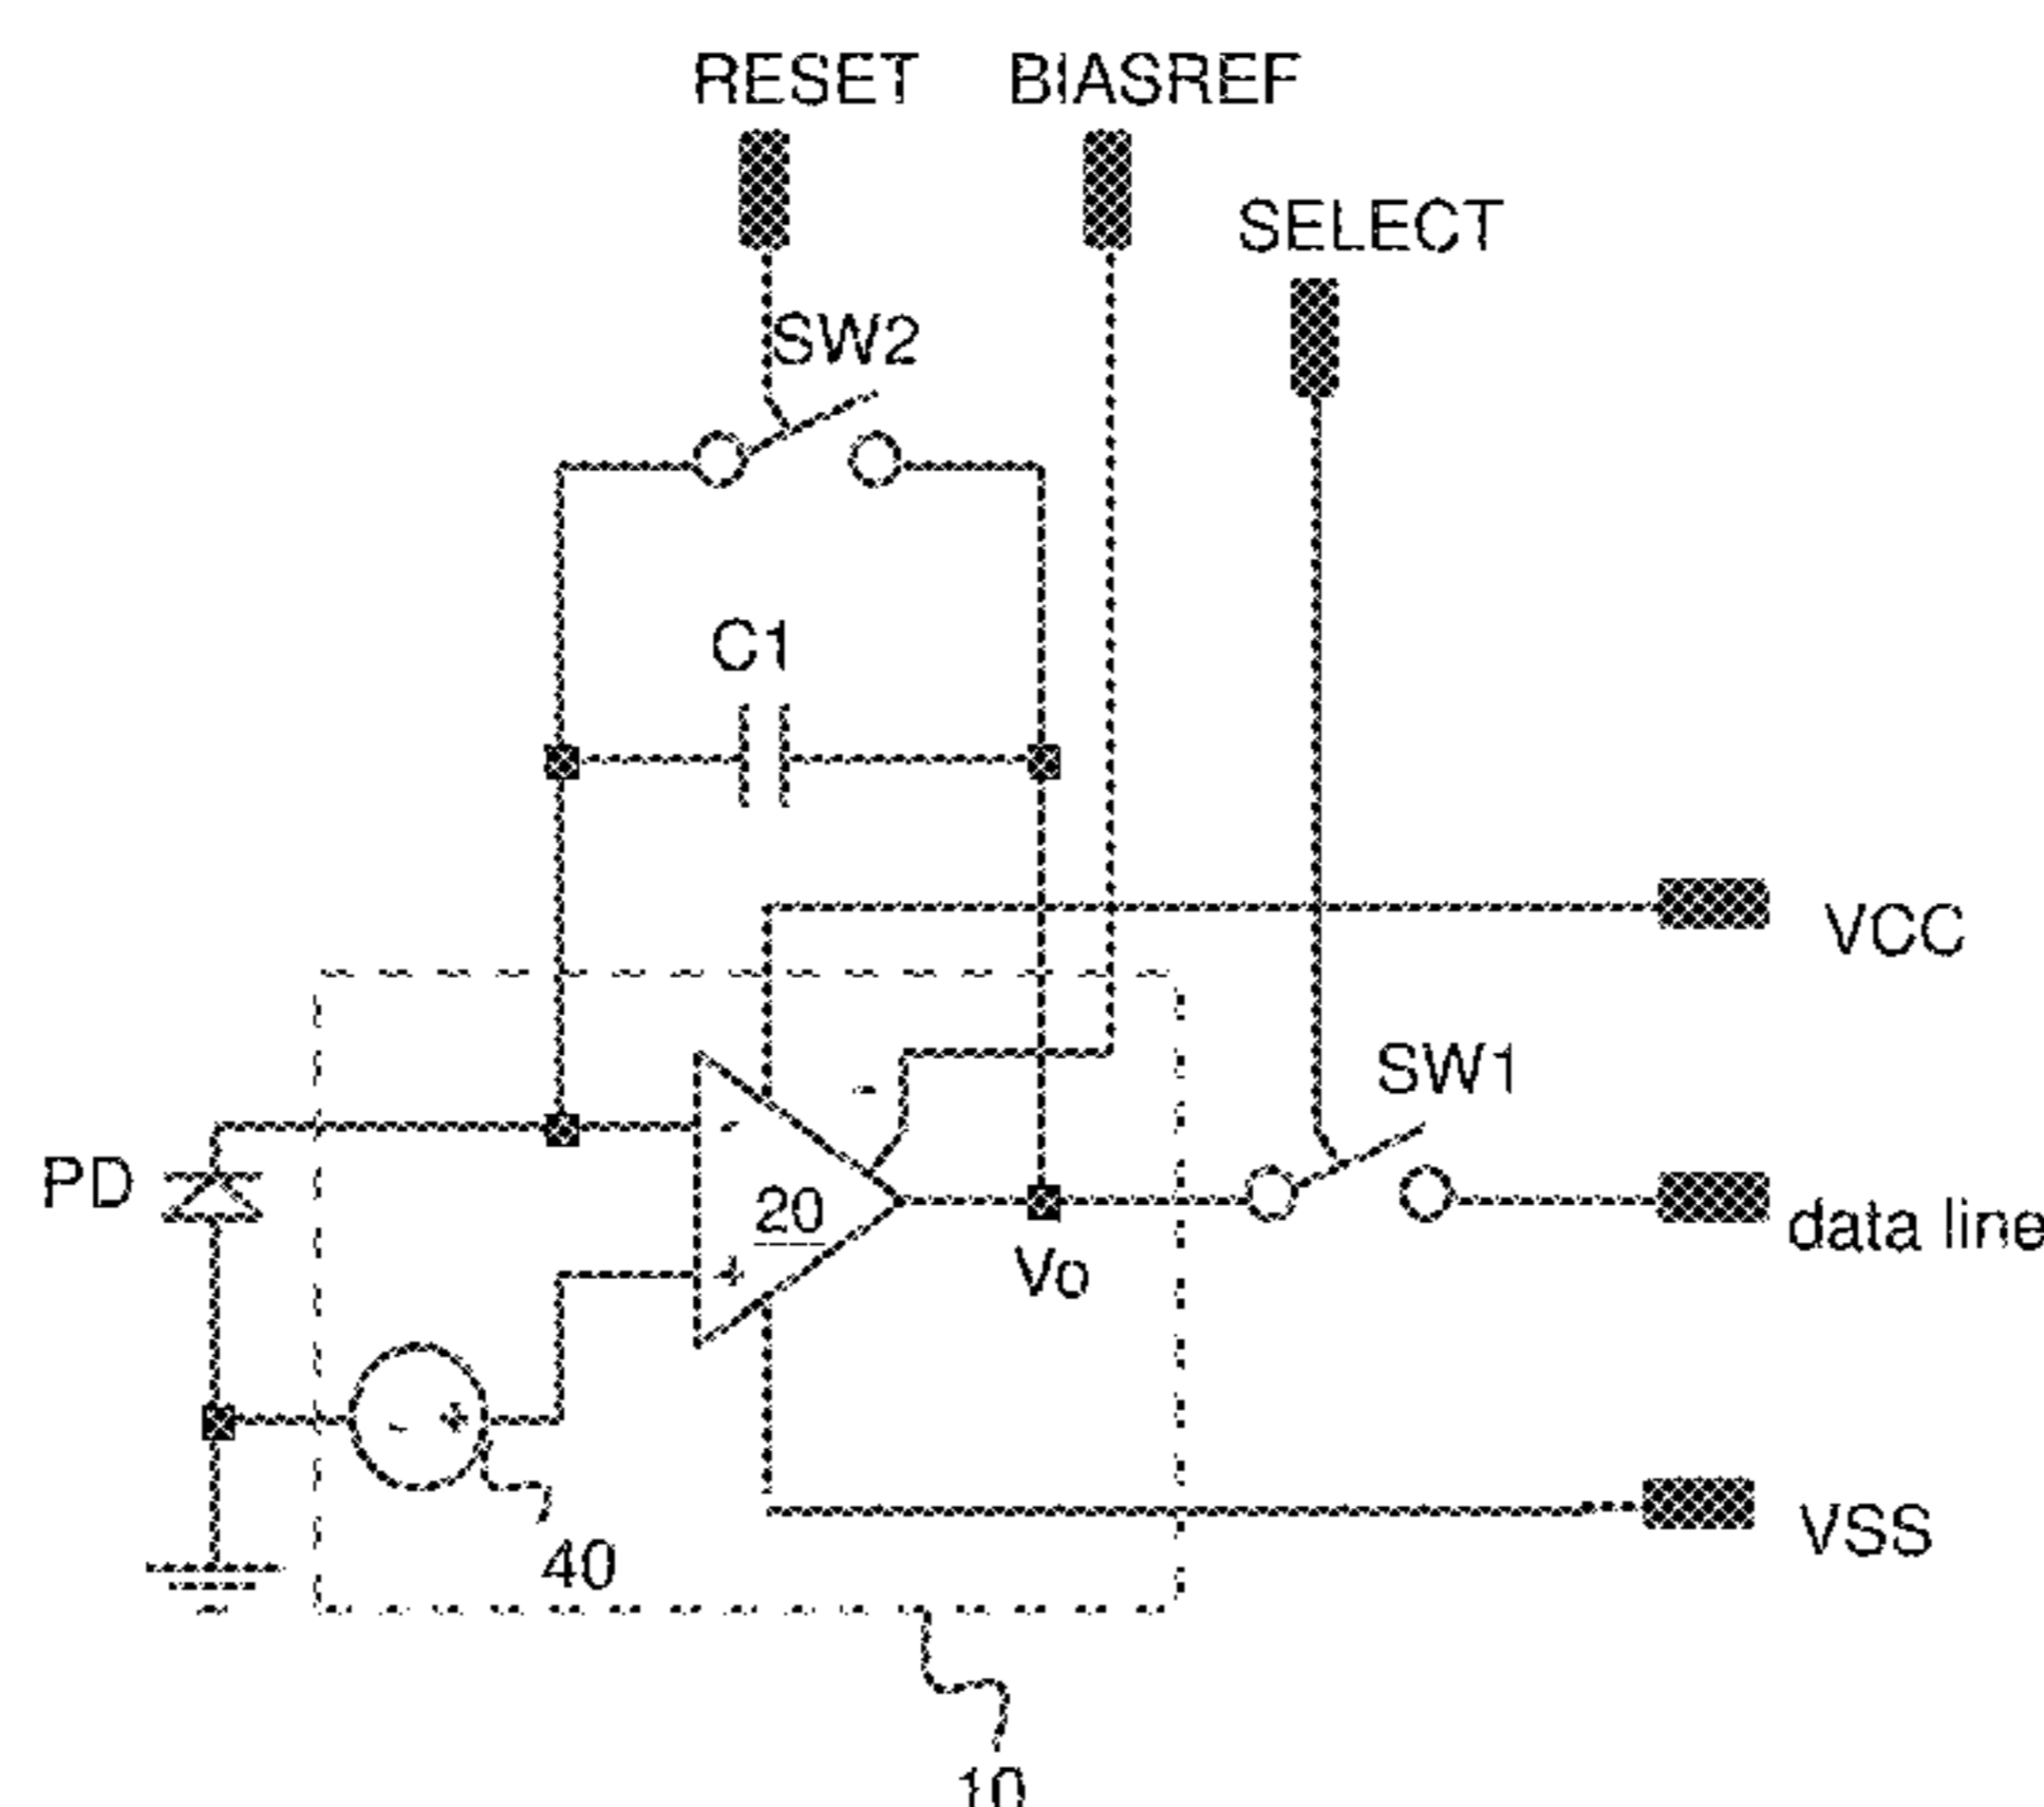 RESET
BIASREF
SELECT
SW2
C1
VCC
SW1
PD
-
-
20
+
data line
Vo
- +
VSS
40
10